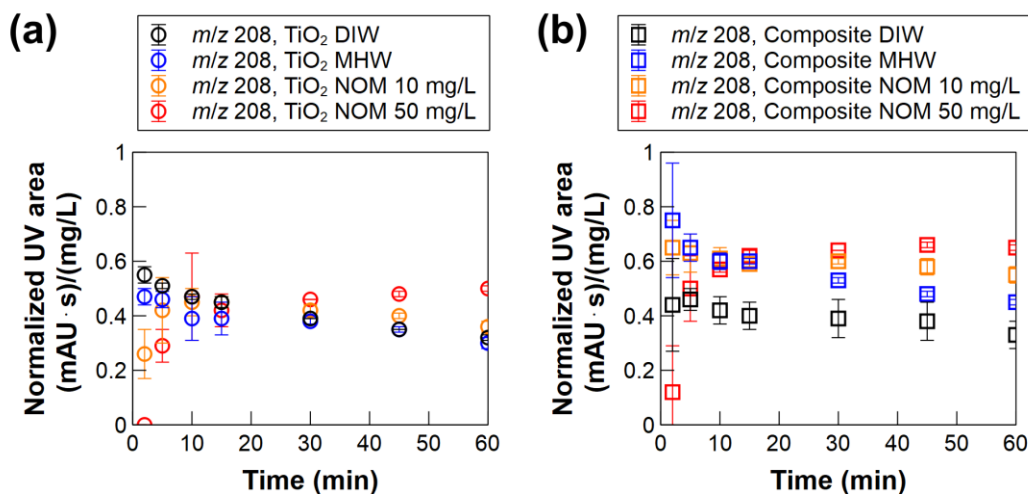 (a)
m/z 208, TiO₂ DIW
m/z 208, TiO₂ MHW
m/z 208, TiO₂ NOM 10 mg/L
m/z 208, TiO₂ NOM 50 mg/L
Normalized UV area
(mAU · s)/(mg/L)
1
0.8
0.6
0.4
0.2
0
0 10 20 30 40 50 60
Time (min)
(b)
m/z 208, Composite DIW
m/z 208, Composite MHW
m/z 208, Composite NOM 10 mg/L
m/z 208, Composite NOM 50 mg/L
Normalized UV area
(mAU · s)/(mg/L)
1
0.8
0.6
0.4
0.2
0
0 10 20 30 40 50 60
Time (min)